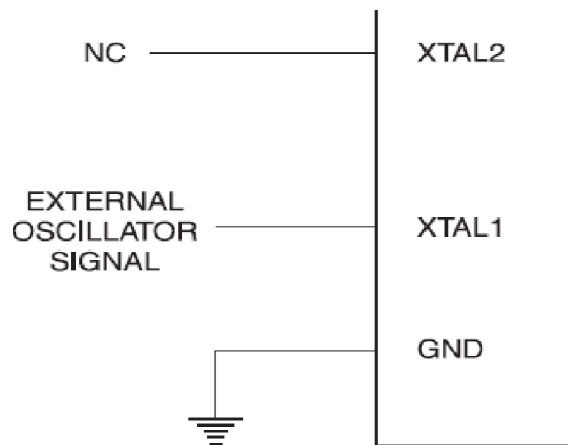 NC
XTAL2
EXTERNAL
OSCILLATOR
SIGNAL
XTAL1
GND